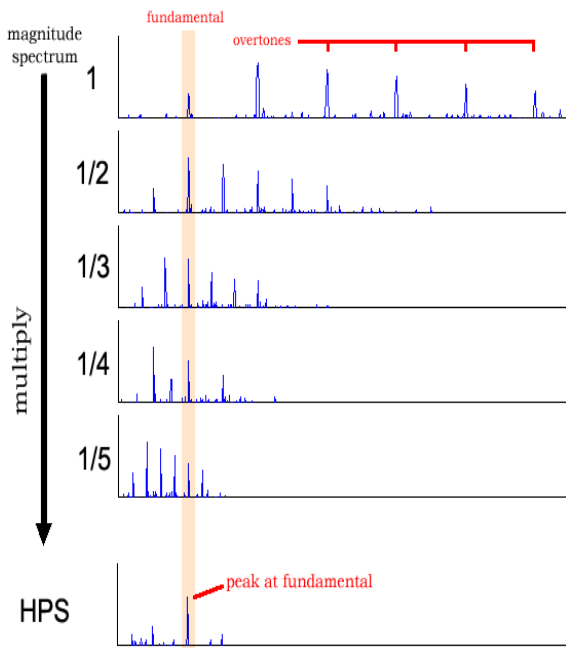 fundamental
magnitude
spectrum
overtones
1
1/2
1/3
multiply
1/4
1/5
peak at fundamental
HPS